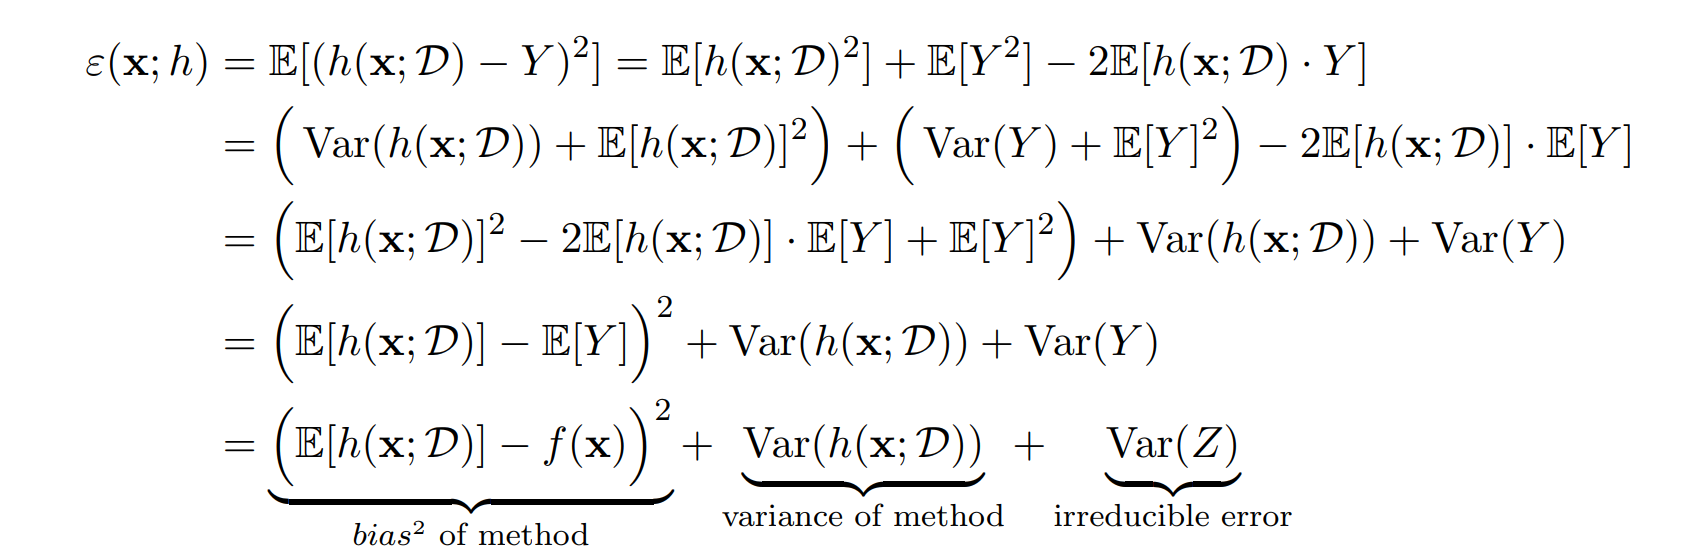 ε(x; h) = 𝔼[(h(x; 𝒟) − Y)²] = 𝔼[h(x; 𝒟)²] + 𝔼[Y²] − 2𝔼[h(x; 𝒟) · Y]
= ( Var(h(x; 𝒟)) + 𝔼[h(x; 𝒟)]² ) + ( Var(Y) + 𝔼[Y]² ) − 2𝔼[h(x; 𝒟)] · 𝔼[Y]
= ( 𝔼[h(x; 𝒟)]² − 2𝔼[h(x; 𝒟)] · 𝔼[Y] + 𝔼[Y]² ) + Var(h(x; 𝒟)) + Var(Y)
= ( 𝔼[h(x; 𝒟)] − 𝔼[Y] )² + Var(h(x; 𝒟)) + Var(Y)
= ( 𝔼[h(x; 𝒟)] − f(x) )² + Var(h(x; 𝒟)) + Var(Z)
bias² of method variance of method irreducible error